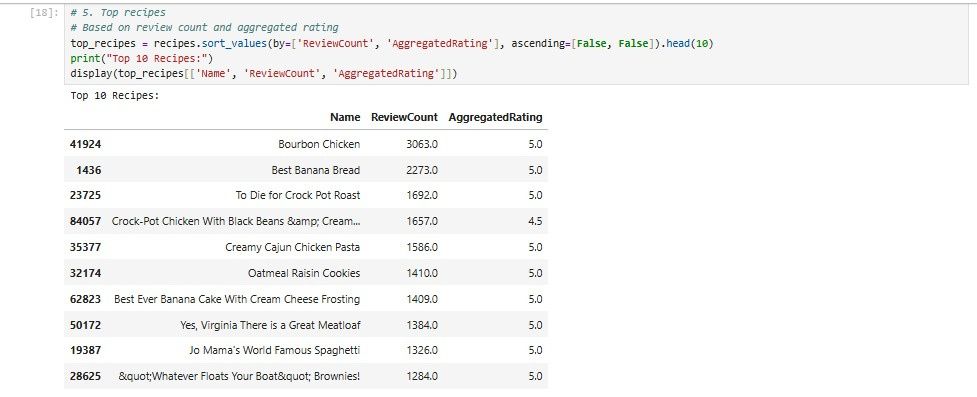 [18]: # 5. Top recipes
# Based on review count and aggregated rating
top_recipes = recipes.sort_values(by=['ReviewCount', 'AggregatedRating'], ascending=[False, False]).head(10)
print("Top 10 Recipes:")
display(top_recipes[['Name', 'ReviewCount', 'AggregatedRating']])
Top 10 Recipes:
Name ReviewCount AggregatedRating
41924 Bourbon Chicken 3063.0 5.0
1436 Best Banana Bread 2273.0 5.0
23725 To Die for Crock Pot Roast 1692.0 5.0
84057 Crock-Pot Chicken With Black Beans &amp; Cream... 1657.0 4.5
35377 Creamy Cajun Chicken Pasta 1586.0 5.0
32174 Oatmeal Raisin Cookies 1410.0 5.0
62823 Best Ever Banana Cake With Cream Cheese Frosting 1409.0 5.0
50172 Yes, Virginia There is a Great Meatloaf 1384.0 5.0
19387 Jo Mama's World Famous Spaghetti 1326.0 5.0
28625 &quot;Whatever Floats Your Boat&quot; Brownies! 1284.0 5.0